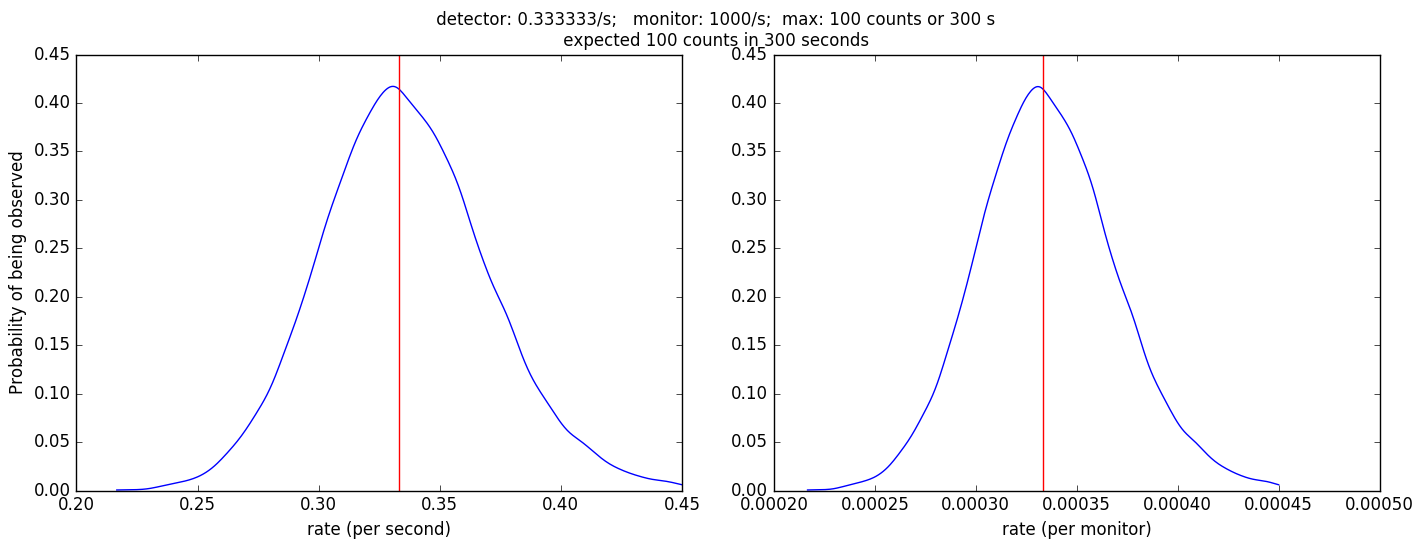 detector: 0.333333/s;   monitor: 1000/s;  max: 100 counts or 300 s
expected 100 counts in 300 seconds
Probability of being observed
0.45
0.40
0.35
0.30
0.25
0.20
0.15
0.10
0.05
0.00
0.20 0.25 0.30 0.35 0.40 0.45
rate (per second)
0.45
0.40
0.35
0.30
0.25
0.20
0.15
0.10
0.05
0.00
0.00020 0.00025 0.00030 0.00035 0.00040 0.00045 0.00050
rate (per monitor)